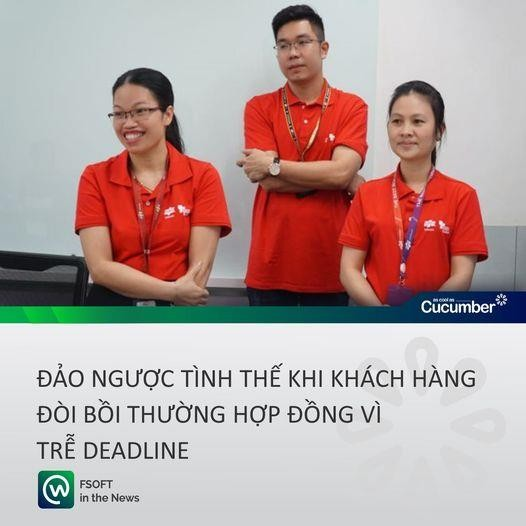 as cool as
Cucumber
ĐẢO NGƯỢC TÌNH THẾ KHI KHÁCH HÀNG
ĐÒI BỒI THƯỜNG HỢP ĐỒNG VÌ
TRỄ DEADLINE
FSOFT
in the News